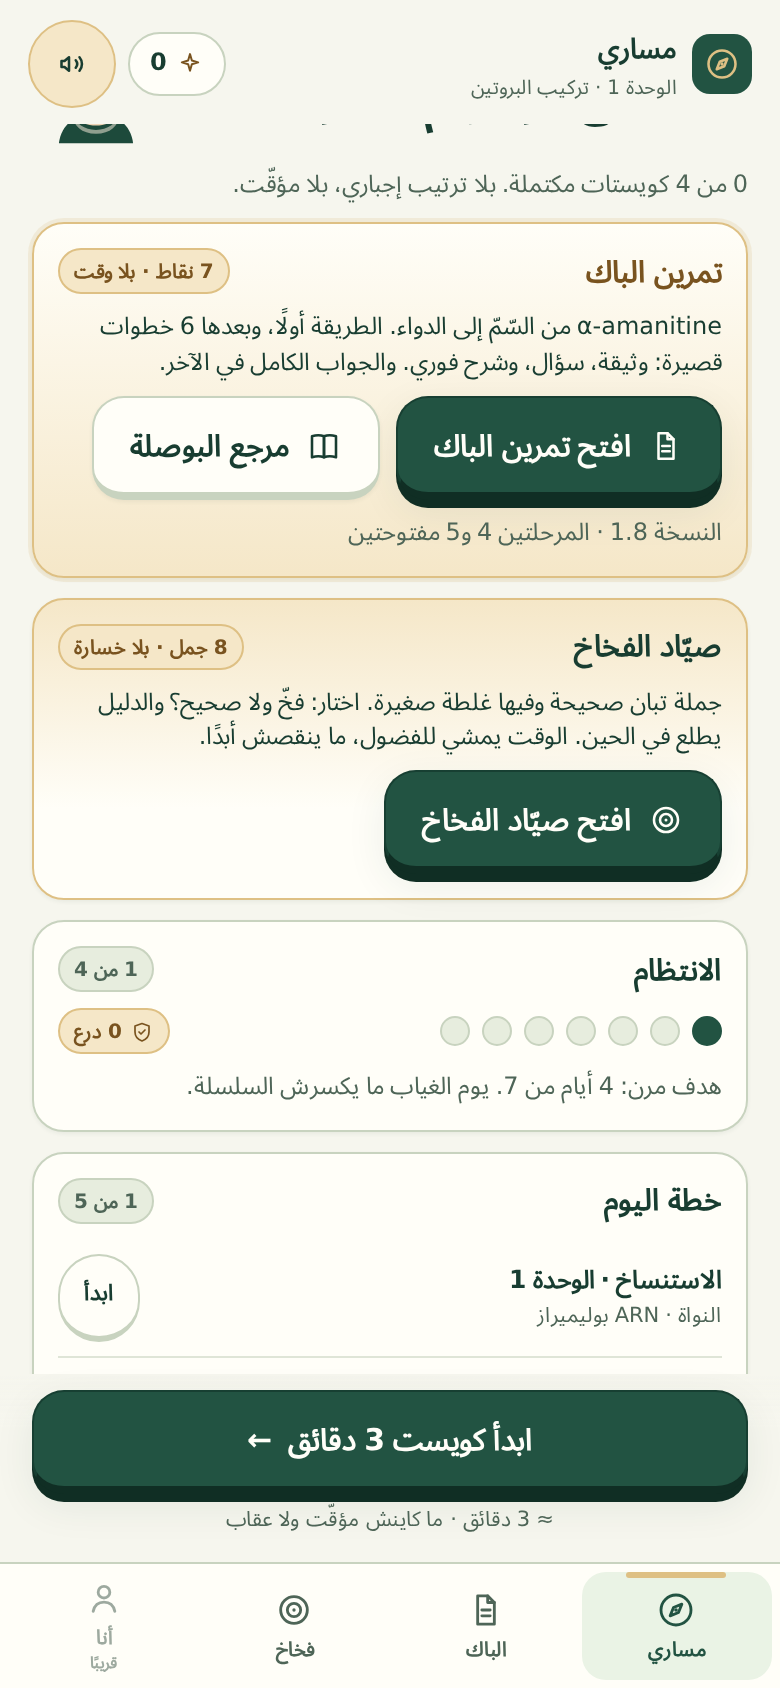 مساري
الوحدة 1 · تركيب البروتين
0
0 من 4 كويستات مكتملة. بلا ترتيب إجباري، بلا مؤقّت.
تمرين الباك
7 نقاط · بلا وقت
α-amanitine من السّمّ إلى الدواء. الطريقة أولًا، وبعدها 6 خطوات
قصيرة: وثيقة، سؤال، وشرح فوري. والجواب الكامل في الآخر.
افتح تمرين الباك
مرجع البوصلة
النسخة 1.8 · المرحلتين 4 و5 مفتوحتين
صيّاد الفخاخ
8 جمل · بلا خسارة
جملة تبان صحيحة وفيها غلطة صغيرة. اختار: فخّ ولا صحيح؟ والدليل
يطلع في الحين. الوقت يمشي للفضول، ما ينقصش أبدًا.
افتح صيّاد الفخاخ
الانتظام
1 من 4
0 درع
هدف مرن: 4 أيام من 7. يوم الغياب ما يكسرش السلسلة.
خطة اليوم
1 من 5
الاستنساخ · الوحدة 1
النواة · ARN بوليميراز
ابدأ
ابدأ كويست 3 دقائق ←
≈ 3 دقائق · ما كاينش مؤقّت ولا عقاب
مساري
الباك
فخاخ
أنا
قريبًا